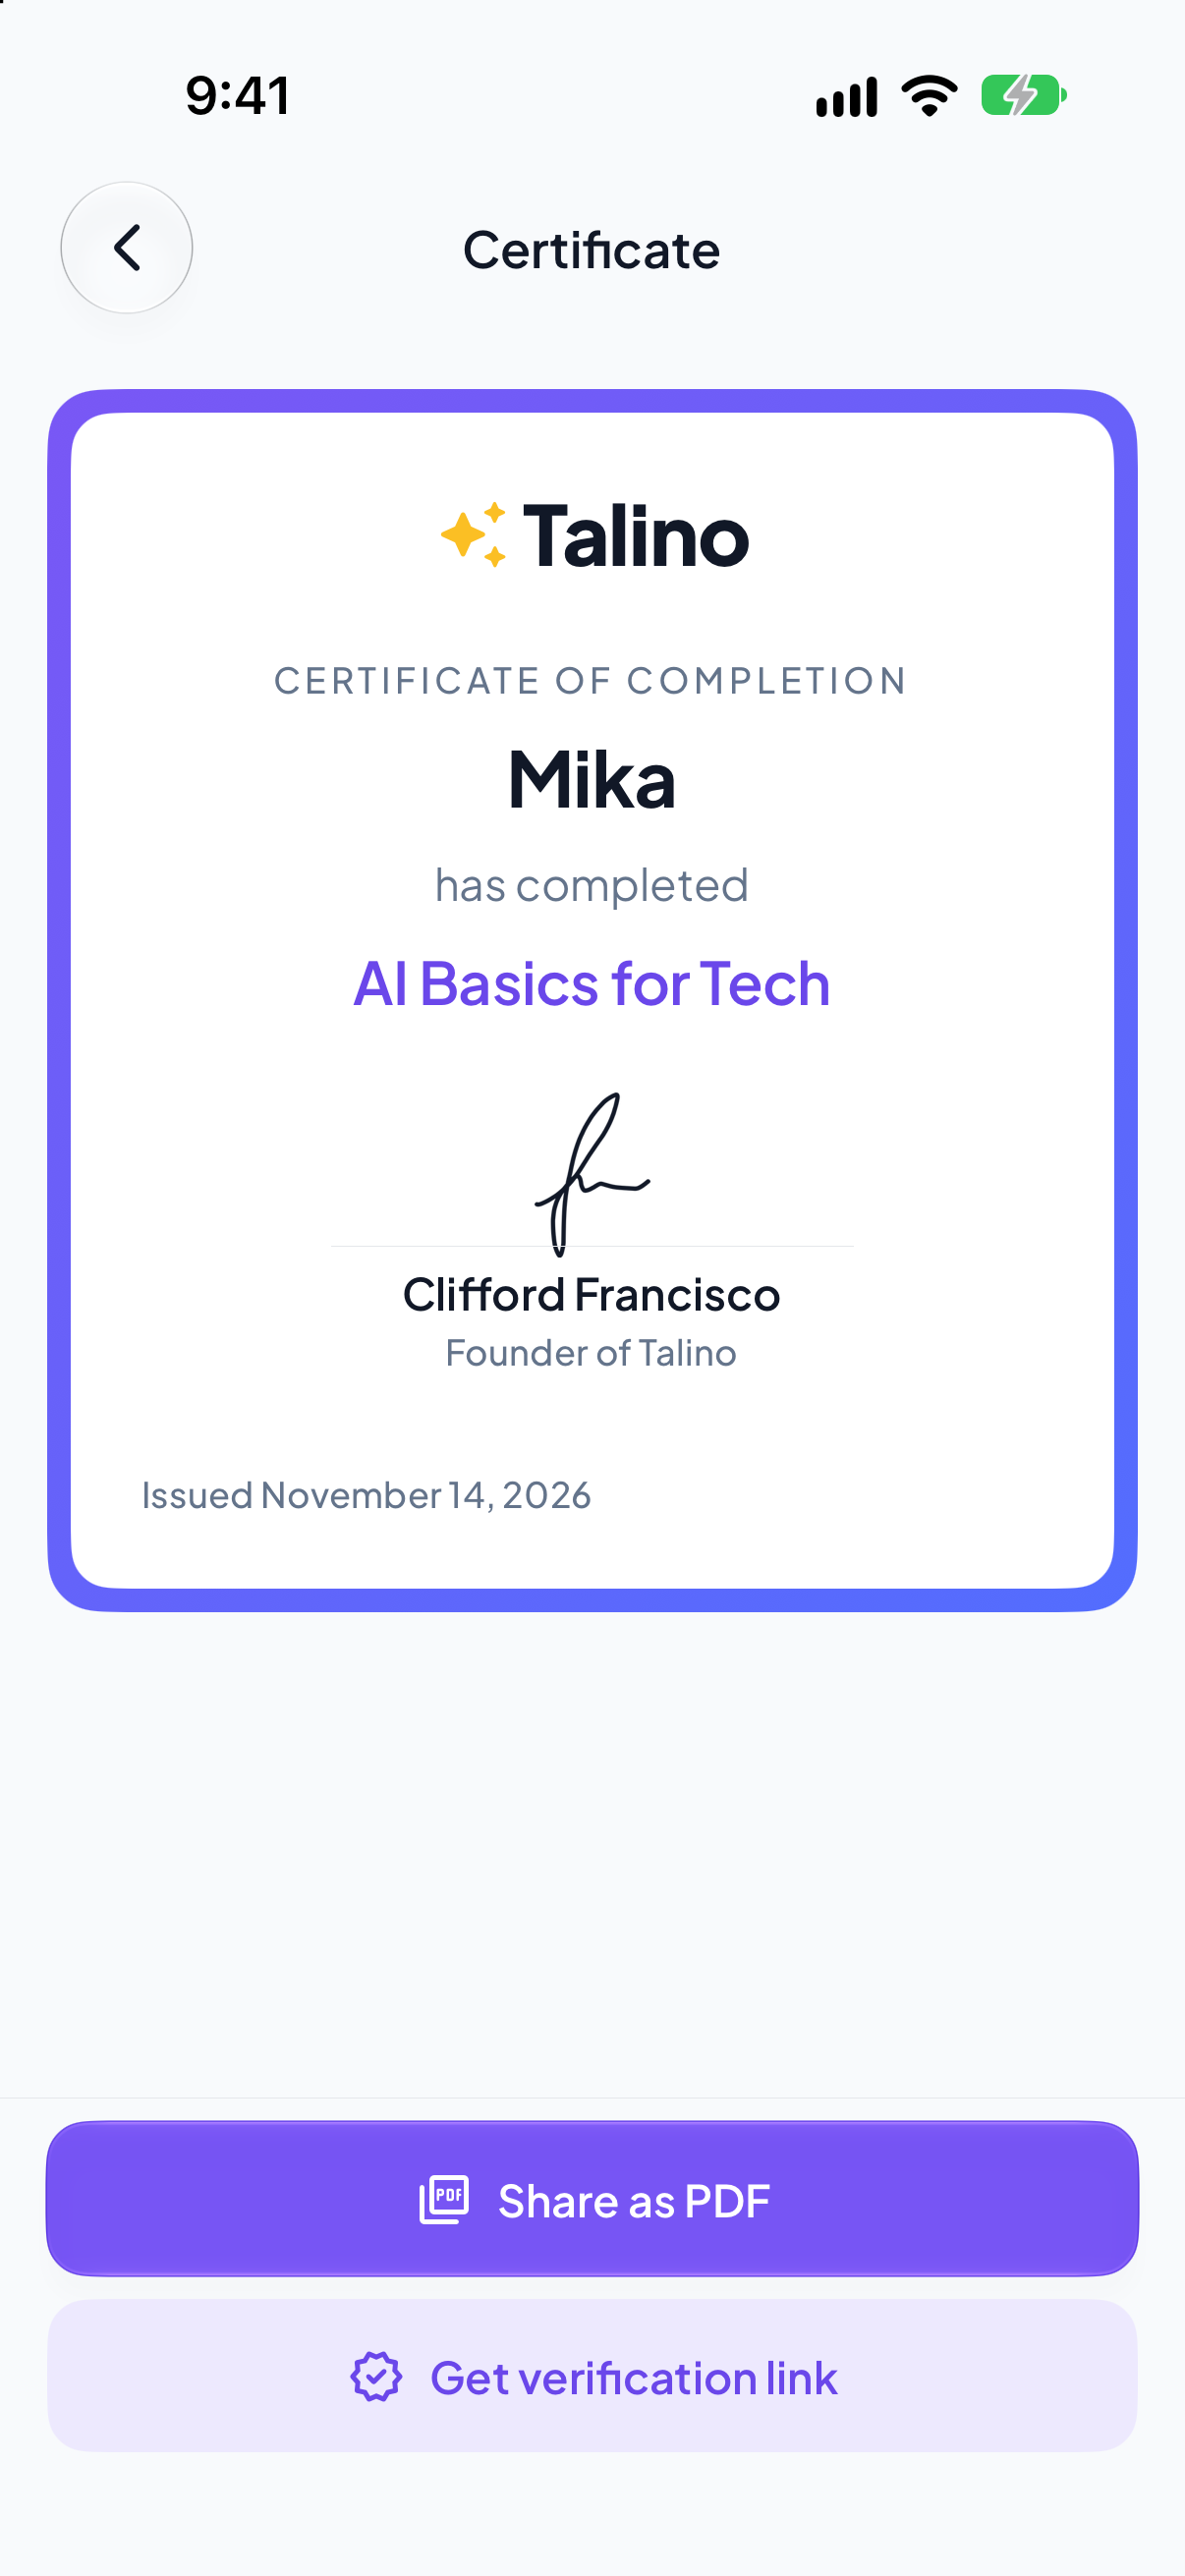 9:41
Certificate
Talino
CERTIFICATE OF COMPLETION
Mika
has completed
AI Basics for Tech
Clifford Francisco
Founder of Talino
Issued November 14, 2026
PDF Share as PDF
Get verification link